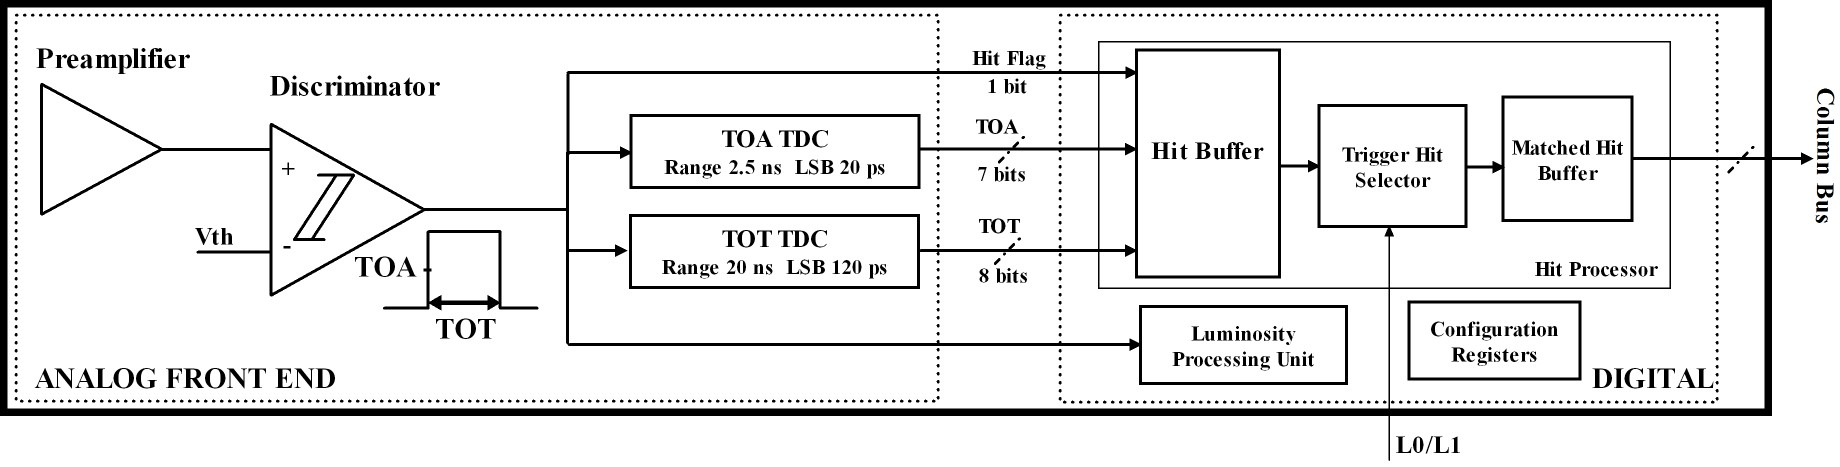 Preamplifier
Discriminator
+
-
Vth
TOA
TOT
ANALOG FRONT END
TOA TDC
Range 2.5 ns LSB 20 ps
TOT TDC
Range 20 ns LSB 120 ps
Hit Flag
1 bit
TOA
7 bits
TOT
8 bits
Hit Buffer
Trigger Hit
Selector
Matched Hit
Buffer
Hit Processor
Luminosity
Processing Unit
Configuration
Registers
DIGITAL
L0/L1
Column Bus